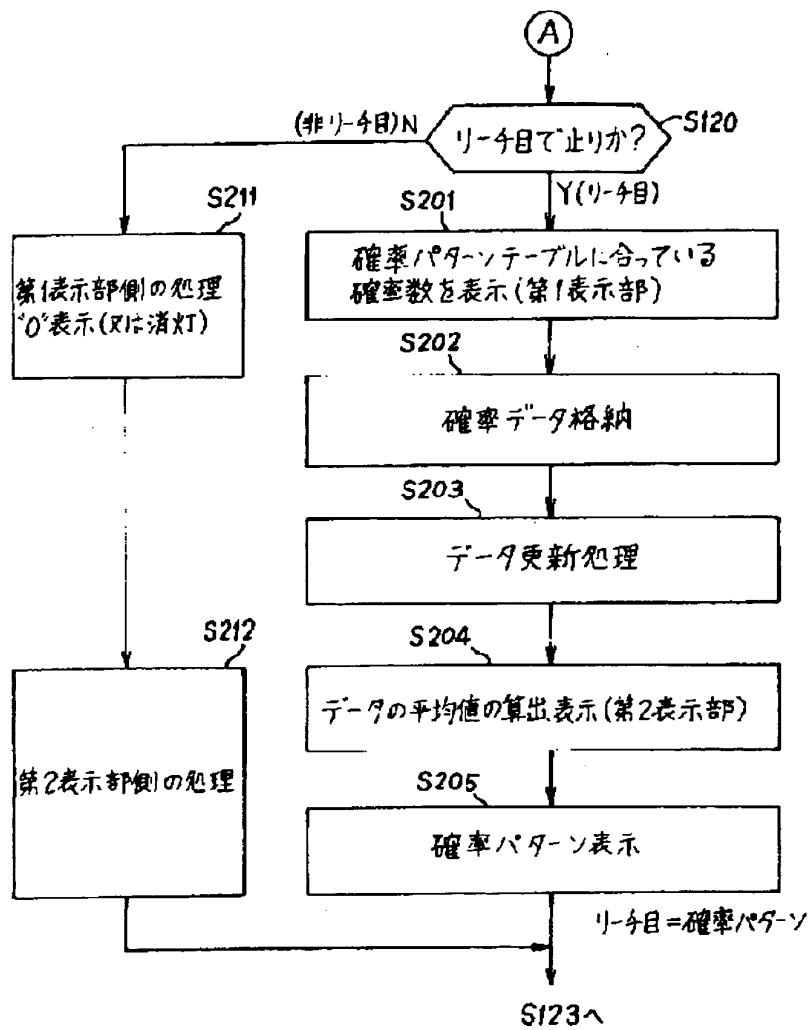 A
リーチ目で止りか?
S120
(非リーチ目)N
Y(リーチ目)
S201
確率パターンテーブルに合っている
確率数を表示(第1表示部)
S211
第1表示部側の処理
"0"表示(又は消灯)
S202
確率データ格納
S203
データ更新処理
S204
データの平均値の算出表示(第2表示部)
S212
第2表示部側の処理
S205
確率パターン表示
リーチ目=確率パターン
S123へ